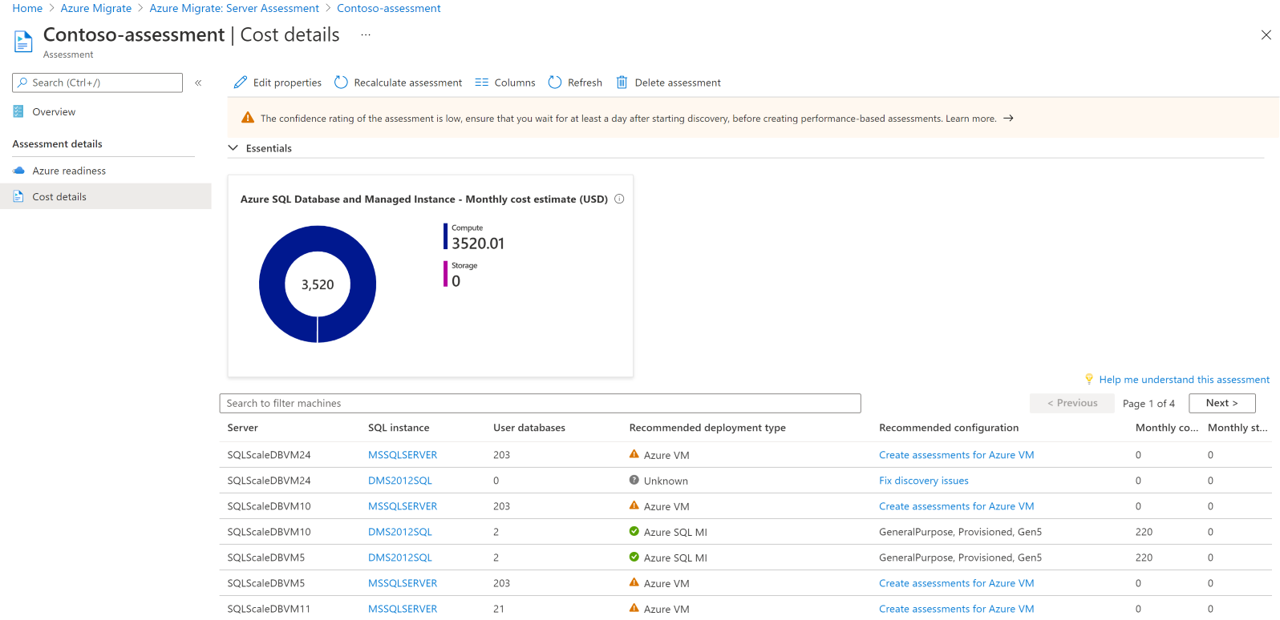 Home > Azure Migrate > Azure Migrate: Server Assessment > Contoso-assessment
Contoso-assessment | Cost details ...
Assessment
Search (Ctrl+/) «
Overview
Assessment details
Azure readiness
Cost details
Edit properties Recalculate assessment Columns Refresh Delete assessment
The confidence rating of the assessment is low, ensure that you wait for at least a day after starting discovery, before creating performance-based assessments. Learn more. →
Essentials
Azure SQL Database and Managed Instance - Monthly cost estimate (USD)
3,520
Compute
3520.01
Storage
0
Help me understand this assessment
Search to filter machines
< Previous Page 1 of 4 Next >
Server SQL instance User databases Recommended deployment type Recommended configuration Monthly co... Monthly st...
SQLScaleDBVM24 MSSQLSERVER 203 Azure VM Create assessments for Azure VM 0 0
SQLScaleDBVM24 DMS2012SQL 0 Unknown Fix discovery issues 0 0
SQLScaleDBVM10 MSSQLSERVER 203 Azure VM Create assessments for Azure VM 0 0
SQLScaleDBVM10 DMS2012SQL 2 Azure SQL MI GeneralPurpose, Provisioned, Gen5 220 0
SQLScaleDBVM5 DMS2012SQL 2 Azure SQL MI GeneralPurpose, Provisioned, Gen5 220 0
SQLScaleDBVM5 MSSQLSERVER 203 Azure VM Create assessments for Azure VM 0 0
SQLScaleDBVM11 MSSQLSERVER 21 Azure VM Create assessments for Azure VM 0 0